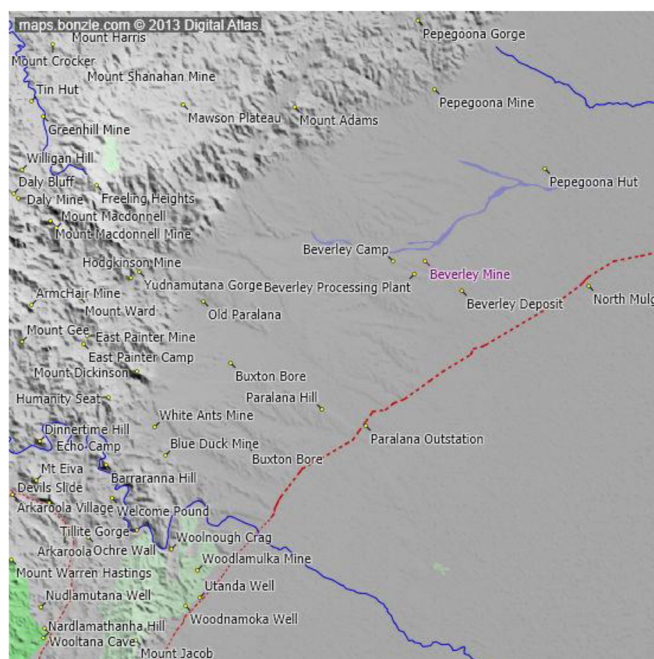 maps.bonzle.com © 2013 Digital Atlas
Mount Harris
Pepegoona Gorge
Mount Crocker
Mount Shanahan Mine
Tin Hut
Mawson Plateau
Mount Adams
Pepegoona Mine
Greenhill Mine
Willigan Hill
Daly Bluff
Pepegoona Hut
Daly Mine
Freeling Heights
Mount Macdonnell
Mount Macdonnell Mine
Beverley Camp
Hodgkinson Mine
Beverley Mine
Yudnamutana Gorge
Beverley Processing Plant
ArmChair Mine
Beverley Deposit
North Mulg
Mount Ward
Old Paralana
Mount Gee
East Painter Mine
East Painter Camp
Mount Dickinson
Buxton Bore
Humanity Seat
Paralana Hill
White Ants Mine
Dinnertime Hill
Paralana Outstation
Echo Camp
Blue Duck Mine
Buxton Bore
Mt Eiva
Barraranna Hill
Devils Slide
Arkaroola Village
Welcome Pound
Tillite Gorge
Woolnough Crag
Arkaroola
Ochre Wall
Woodlamulka Mine
Mount Warren Hastings
Utanda Well
Nudlamutana Well
Woodnamoka Well
Nardlamathanha Hill
Wooltana Cave
Mount Jacob